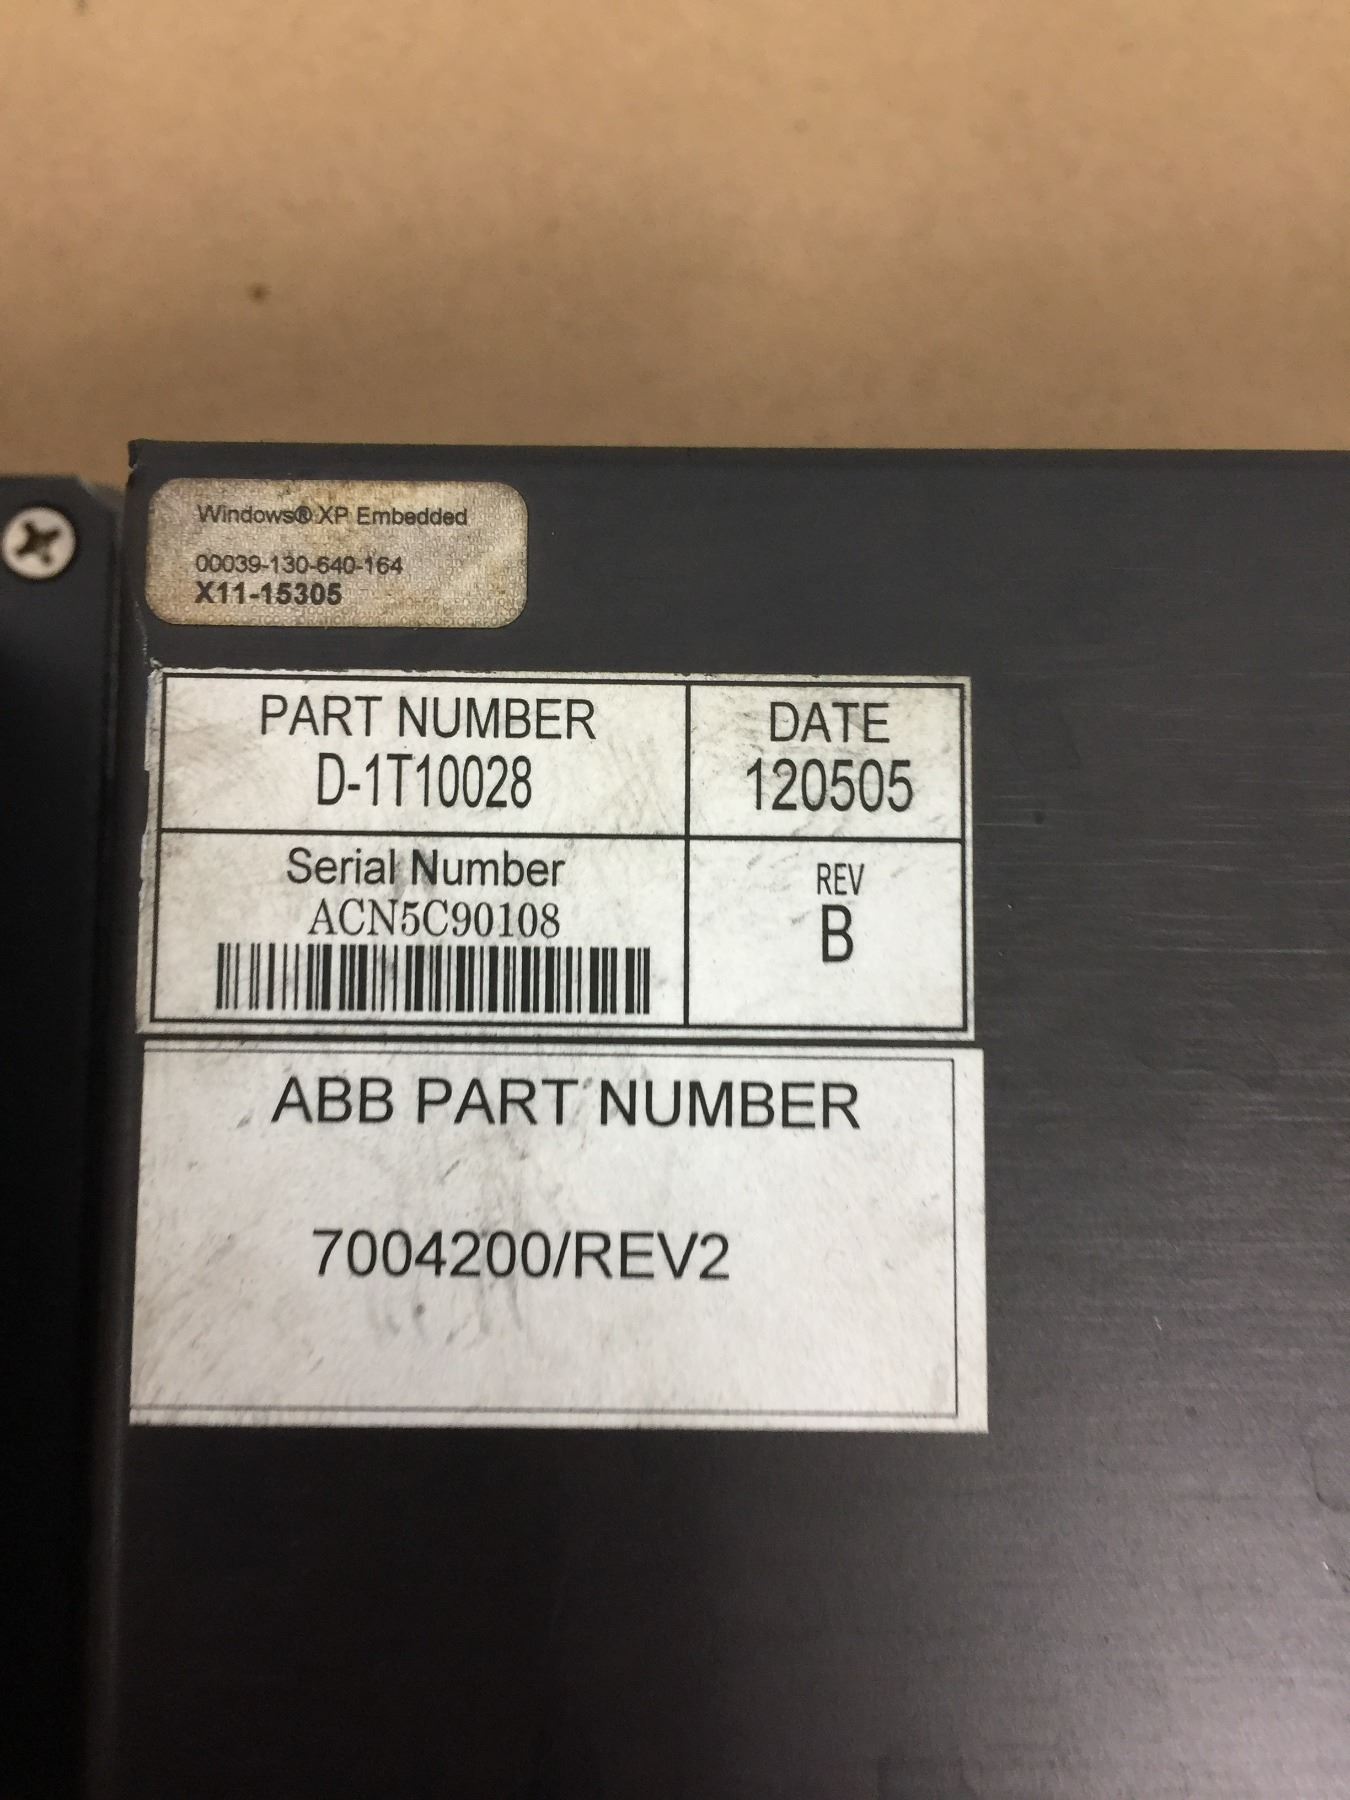 Windows® XP Embedded
00039-130-640-164
X11-15305
PART NUMBER
D-1T10028
DATE
120505
Serial Number
ACN5C90108
REV
B
ABB PART NUMBER
7004200/REV2